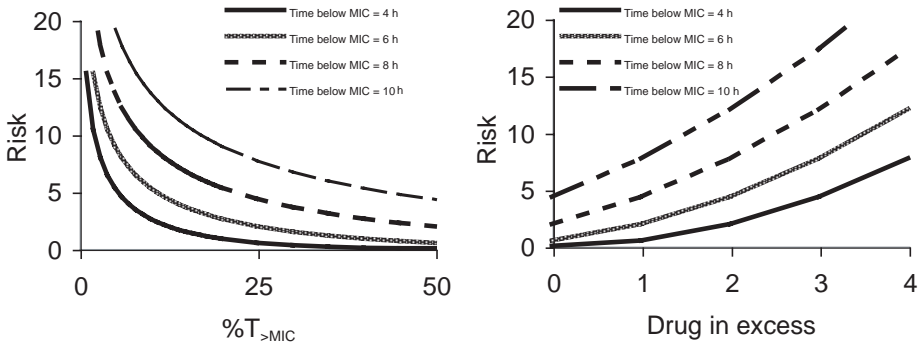 Time below MIC = 4 h
Time below MIC = 6 h
Time below MIC = 8 h
Time below MIC = 10 h
20
15
10
5
0
Risk
0 25 50
%T>MIC
Time below MIC = 4 h
Time below MIC = 6 h
Time below MIC = 8 h
Time below MIC = 10 h
20
15
10
5
0
Risk
0 1 2 3 4
Drug in excess